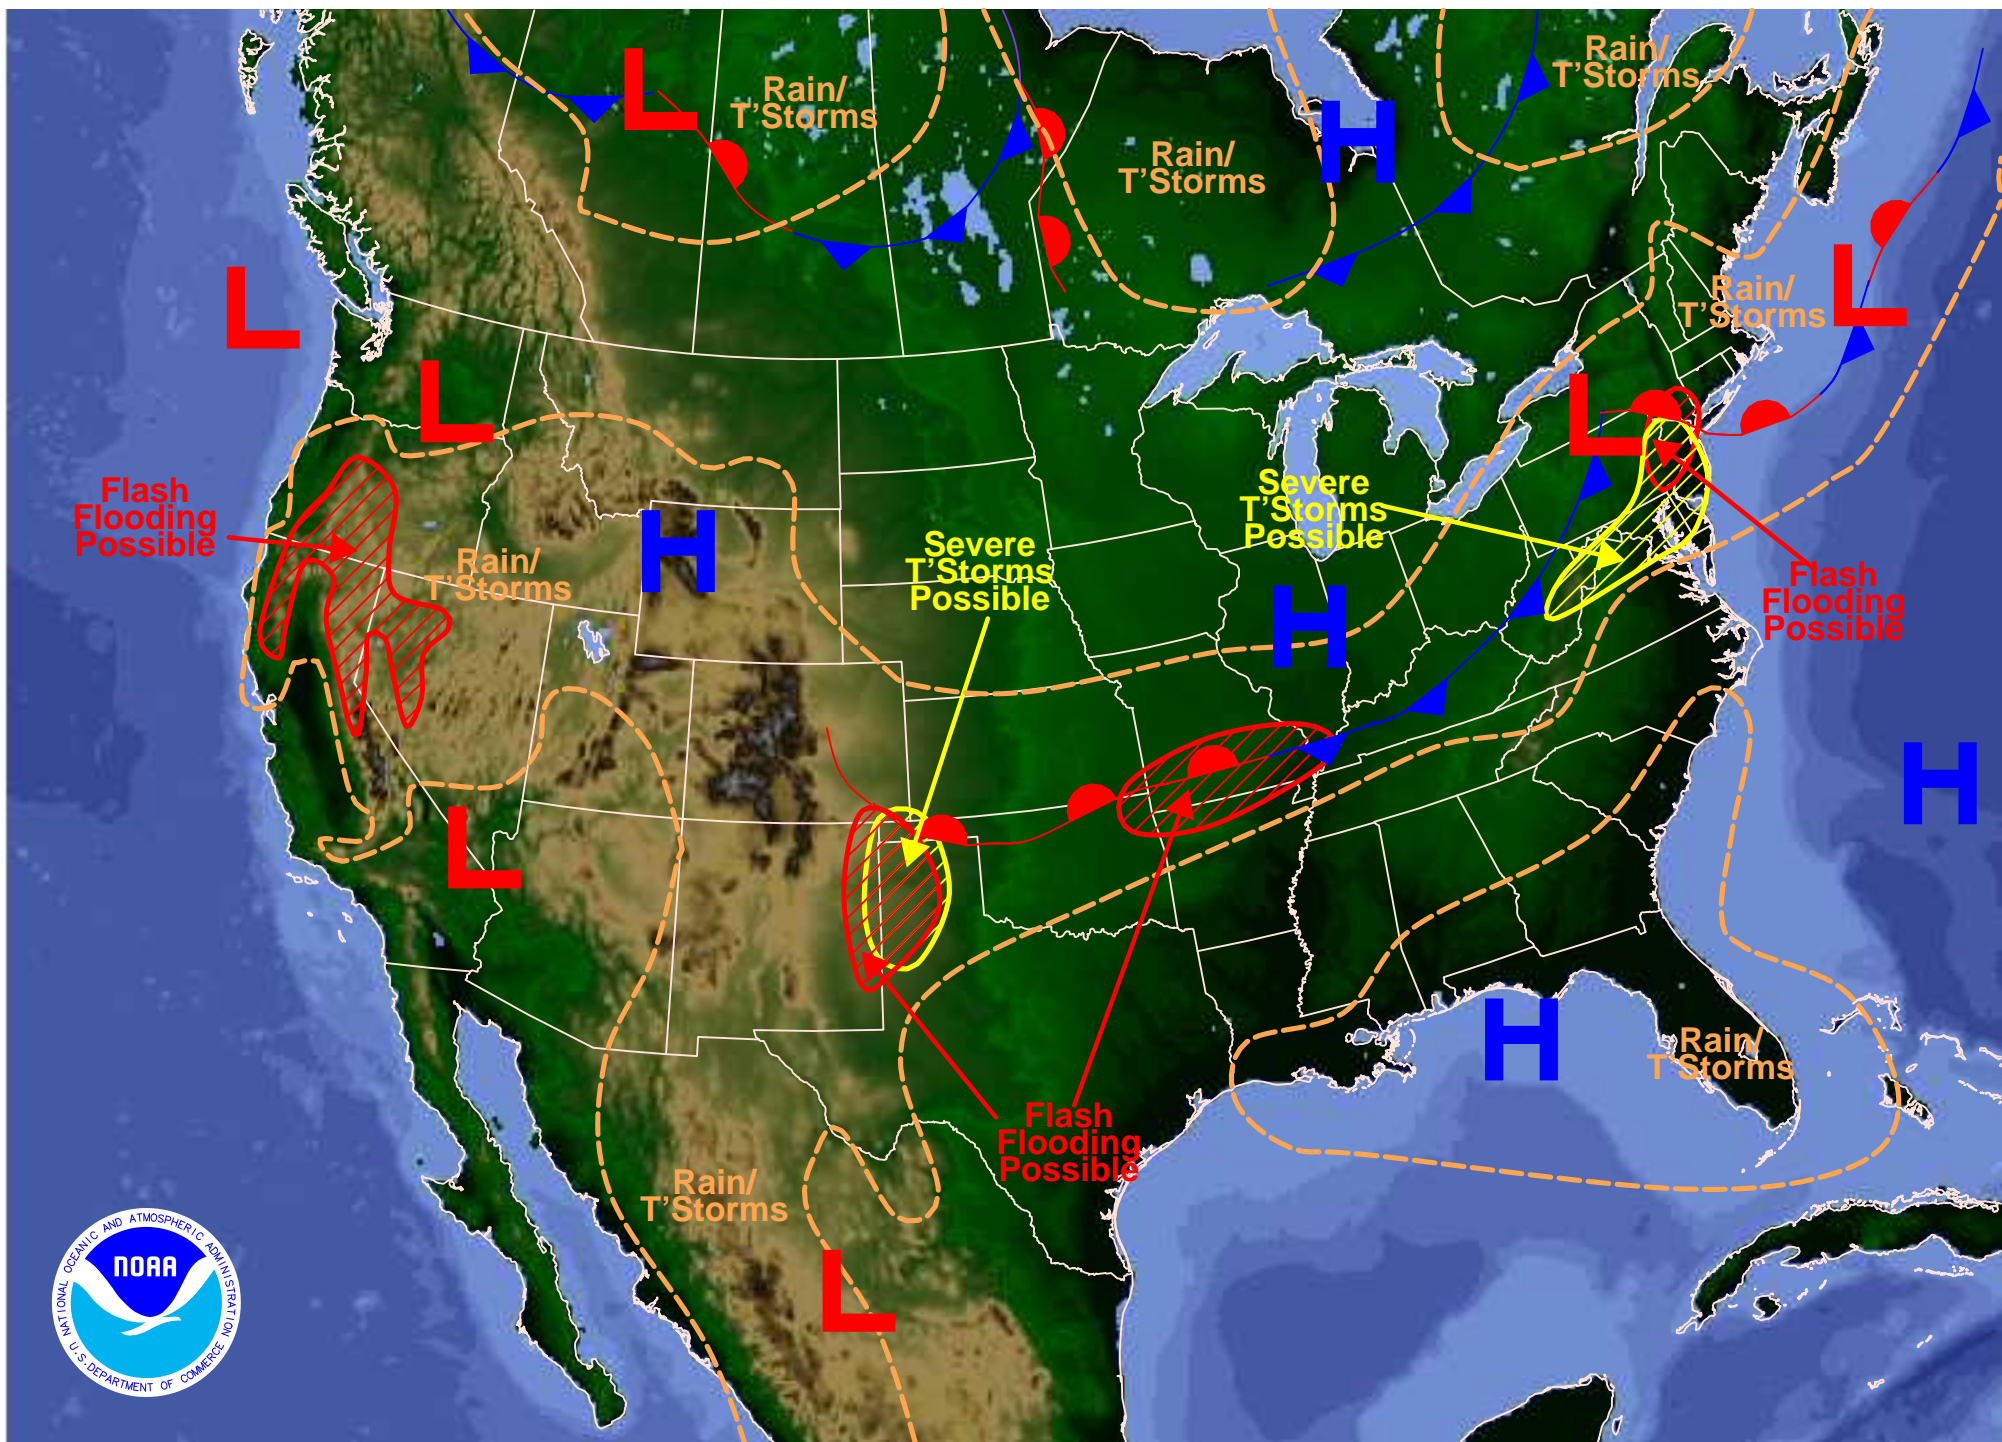 Rain/
T'Storms
Rain/
T'Storms
Rain/
T'Storms
L
H
L
L
Rain/
T'Storms
L
L
Flash
Flooding
Possible
Rain/
T'Storms
H
Severe
T'Storms
Possible
Severe
T'Storms
Possible
H
Flash
Flooding
Possible
L
H
H
Rain/
T'Storms
Flash
Flooding
Possible
Rain/
T'Storms
L
NATIONAL OCEANIC AND ATMOSPHERIC ADMINISTRATION
NOAA
U.S. DEPARTMENT OF COMMERCE